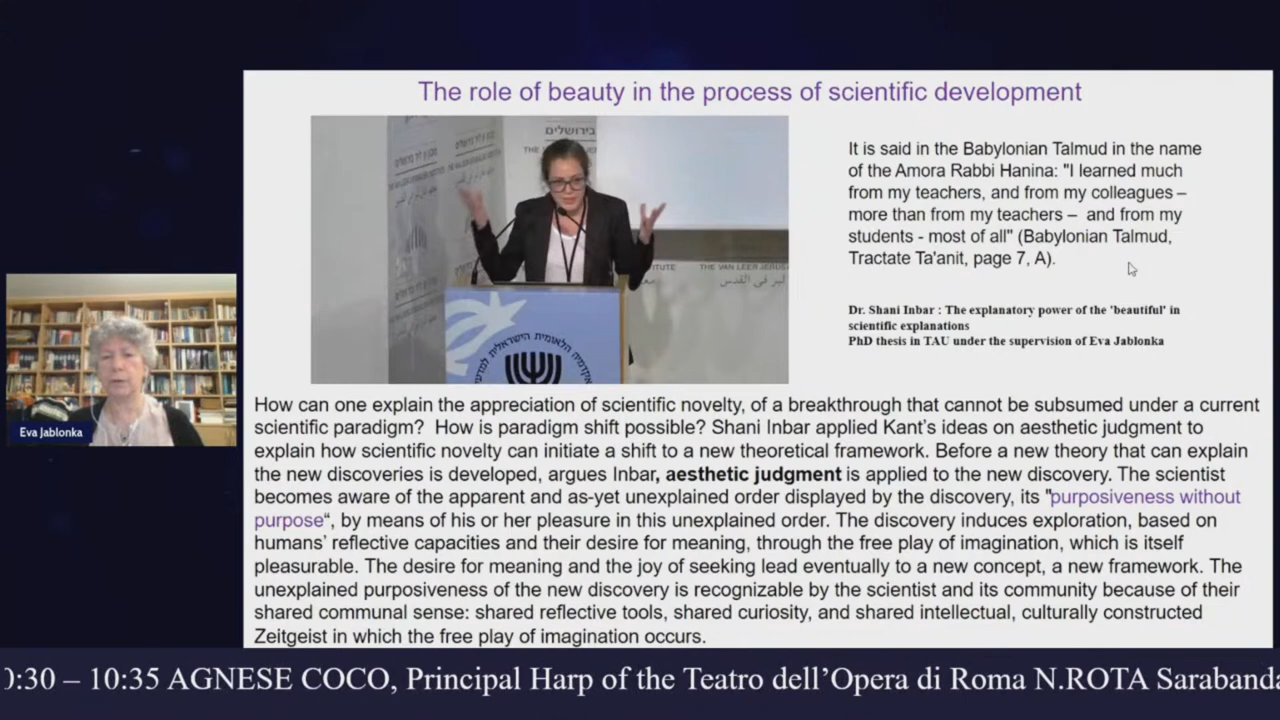 The role of beauty in the process of scientific development
בירושלים
It is said in the Babylonian Talmud in the name
of the Amora Rabbi Hanina: "I learned much
from my teachers, and from my colleagues –
more than from my teachers – and from my
students - most of all" (Babylonian Talmud,
Tractate Ta'anit, page 7, A).
THE VAN LEER JERUS
Dr. Shani Inbar : The explanatory power of the 'beautiful' in
scientific explanations
PhD thesis in TAU under the supervision of Eva Jablonka
How can one explain the appreciation of scientific novelty, of a breakthrough that cannot be subsumed under a current
scientific paradigm? How is paradigm shift possible? Shani Inbar applied Kant's ideas on aesthetic judgment to
explain how scientific novelty can initiate a shift to a new theoretical framework. Before a new theory that can explain
the new discoveries is developed, argues Inbar, aesthetic judgment is applied to the new discovery. The scientist
becomes aware of the apparent and as-yet unexplained order displayed by the discovery, its "purposiveness without
purpose“, by means of his or her pleasure in this unexplained order. The discovery induces exploration, based on
humans’ reflective capacities and their desire for meaning, through the free play of imagination, which is itself
pleasurable. The desire for meaning and the joy of seeking lead eventually to a new concept, a new framework. The
unexplained purposiveness of the new discovery is recognizable by the scientist and its community because of their
shared communal sense: shared reflective tools, shared curiosity, and shared intellectual, culturally constructed
Zeitgeist in which the free play of imagination occurs.
Eva Jablonka
0:30 – 10:35 AGNESE COCO, Principal Harp of the Teatro dell’Opera di Roma N.ROTA Sarabanda